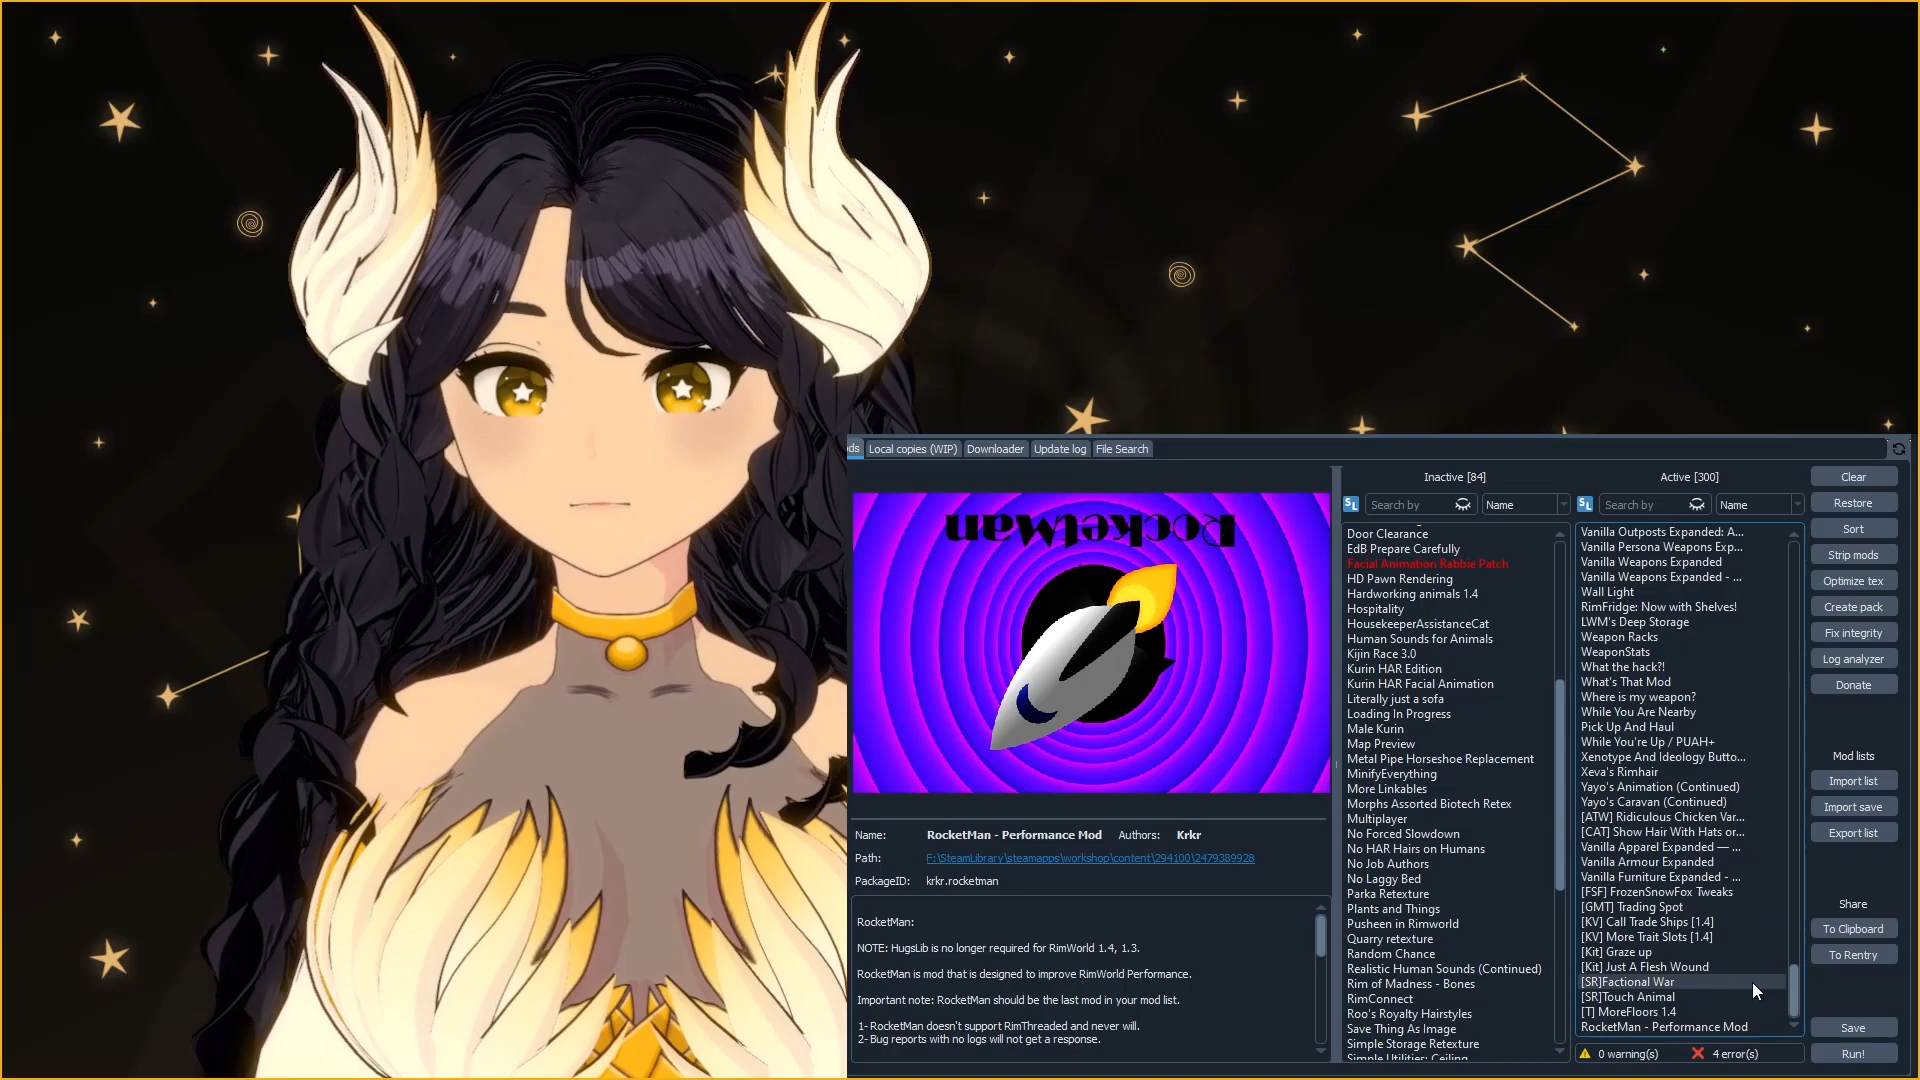 ds
Local copies (WIP)
Downloader
Update log
File Search
RocketMan
Name:
RocketMan - Performance Mod
Authors:
Krkr
Path:
F:\SteamLibrary\steamapps\workshop\content\294100\2479389928
PackageID:
krkr.rocketman
RocketMan:
NOTE: HugsLib is no longer required for RimWorld 1.4, 1.3.
RocketMan is mod that is designed to improve RimWorld Performance.
Important note: RocketMan should be the last mod in your mod list.
1- RocketMan doesn't support RimThreaded and never will.
2- Bug reports with no logs will not get a response.
Inactive [84]
SL
Search by
Name
Door Clearance
EdB Prepare Carefully
Facial Animation Rabbie Patch
HD Pawn Rendering
Hardworking animals 1.4
Hospitality
HousekeeperAssistanceCat
Human Sounds for Animals
Kijin Race 3.0
Kurin HAR Edition
Kurin HAR Facial Animation
Literally just a sofa
Loading In Progress
Male Kurin
Map Preview
Metal Pipe Horseshoe Replacement
MinifyEverything
More Linkables
Morphs Assorted Biotech Retex
Multiplayer
No Forced Slowdown
No HAR Hairs on Humans
No Job Authors
No Laggy Bed
Parka Retexture
Plants and Things
Pusheen in Rimworld
Quarry retexture
Random Chance
Realistic Human Sounds (Continued)
Rim of Madness - Bones
RimConnect
Roo's Royalty Hairstyles
Save Thing As Image
Simple Storage Retexture
Simple Utilities: Ceiling
Active [300]
SL
Search by
Name
Vanilla Outposts Expanded: A...
Vanilla Persona Weapons Exp...
Vanilla Weapons Expanded
Vanilla Weapons Expanded - ...
Wall Light
RimFridge: Now with Shelves!
LWM's Deep Storage
Weapon Racks
WeaponStats
What the hack?!
What's That Mod
Where is my weapon?
While You Are Nearby
Pick Up And Haul
While You're Up / PUAH+
Xenotype And Ideology Butto...
Xeva's Rimhair
Yayo's Animation (Continued)
Yayo's Caravan (Continued)
[ATW] Ridiculous Chicken Var...
[CAT] Show Hair With Hats or...
Vanilla Apparel Expanded — ...
Vanilla Armour Expanded
Vanilla Furniture Expanded - ...
[FSF] FrozenSnowFox Tweaks
[GMT] Trading Spot
[KV] Call Trade Ships [1.4]
[KV] More Trait Slots [1.4]
[Kit] Graze up
[Kit] Just A Flesh Wound
[SR]Factional War
[SR]Touch Animal
[T] MoreFloors 1.4
RocketMan - Performance Mod
0 warning(s)
4 error(s)
Clear
Restore
Sort
Strip mods
Optimize tex
Create pack
Fix integrity
Log analyzer
Donate
Mod lists
Import list
Import save
Export list
Share
To Clipboard
To Rentry
Save
Run!